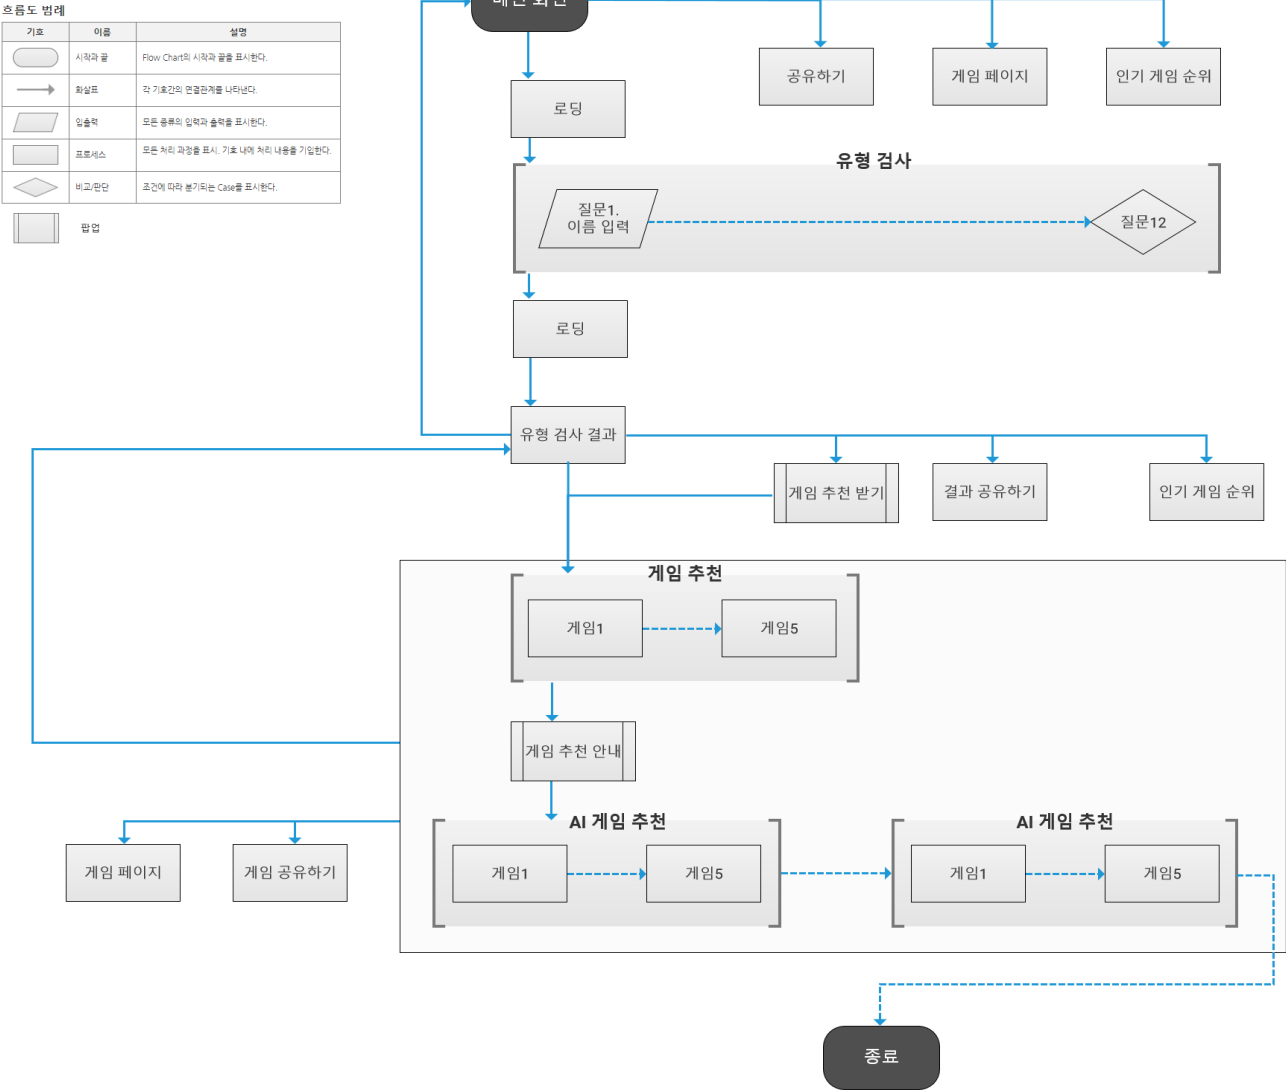 흐름도 범례
기호 이름 설명
시작과 끝 Flow Chart의 시작과 끝을 표시한다.
화살표 각 기호간의 연결관계를 나타낸다.
입출력 모든 종류의 입력과 출력을 표시한다.
프로세스 모든 처리 과정을 표시. 기호 내에 처리 내용을 기입한다.
비교/판단 조건에 따라 분기되는 Case를 표시한다.
팝업
메인 화면
공유하기
게임 페이지
인기 게임 순위
로딩
유형 검사
질문1.
이름 입력
질문12
로딩
유형 검사 결과
게임 추천 받기
결과 공유하기
인기 게임 순위
게임 추천
게임1
게임5
게임 추천 안내
AI 게임 추천
게임1
게임5
AI 게임 추천
게임1
게임5
게임 페이지
게임 공유하기
종료